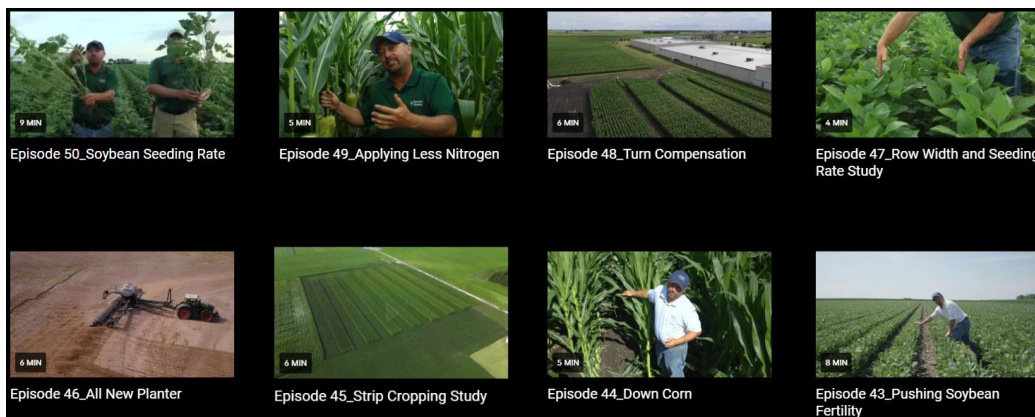 9 MIN
5 MIN
6 MIN
4 MIN
Episode 50_Soybean Seeding Rate
Episode 49_Applying Less Nitrogen
Episode 48_Turn Compensation
Episode 47_Row Width and Seeding
Rate Study
6 MIN
6 MIN
5 MIN
8 MIN
Episode 46_All New Planter
Episode 45_Strip Cropping Study
Episode 44_Down Corn
Episode 43_Pushing Soybean
Fertility